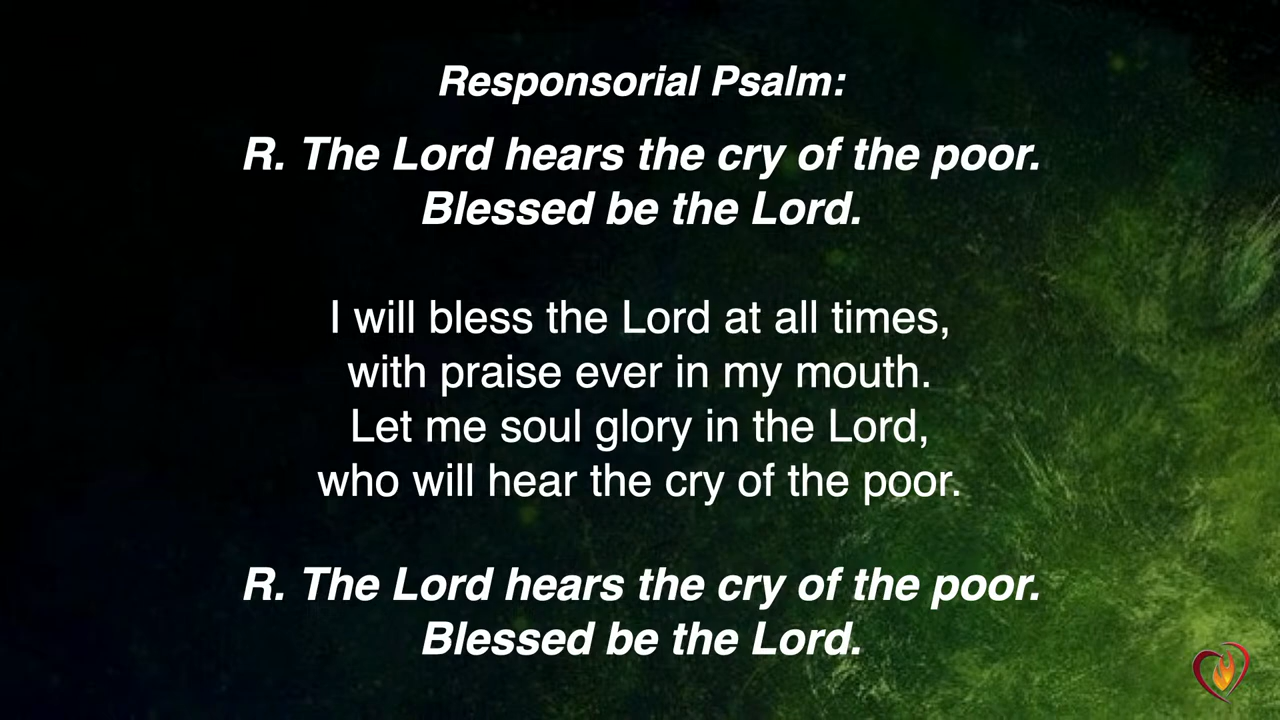 Responsorial Psalm:
R. The Lord hears the cry of the poor.
Blessed be the Lord.
I will bless the Lord at all times,
with praise ever in my mouth.
Let me soul glory in the Lord,
who will hear the cry of the poor.
R. The Lord hears the cry of the poor.
Blessed be the Lord.